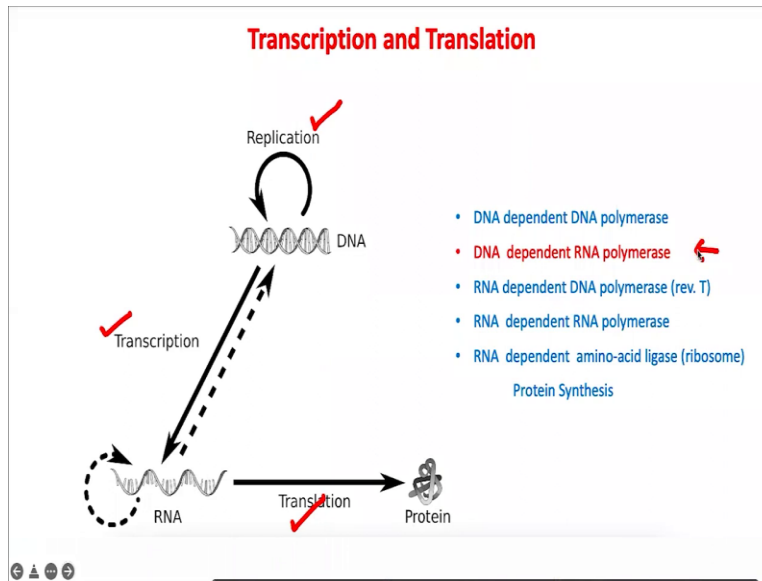 Transcription and Translation
Replication
DNA
Transcription
RNA
Translation
Protein
• DNA dependent DNA polymerase
• DNA dependent RNA polymerase
• RNA dependent DNA polymerase (rev. T)
• RNA dependent RNA polymerase
• RNA dependent amino-acid ligase (ribosome)
Protein Synthesis